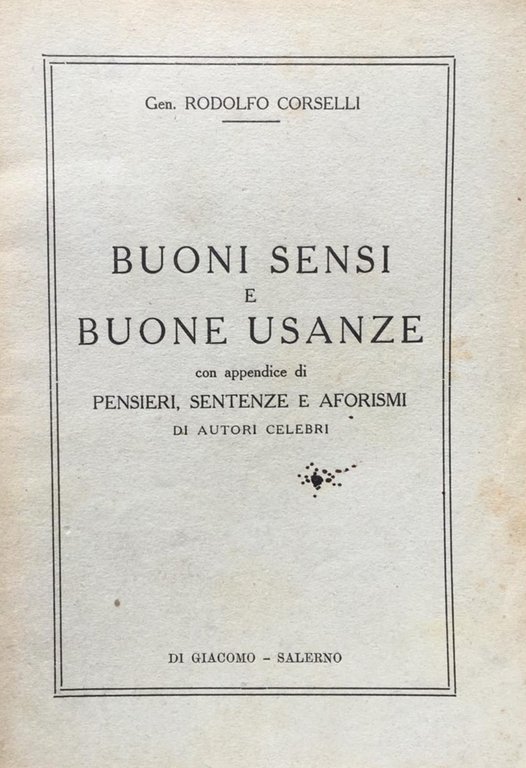 Gen. RODOLFO CORSELLI
BUONI SENSI
E
BUONE USANZE
con appendice di
PENSIERI, SENTENZE E AFORISMI
DI AUTORI CELEBRI
DI GIACOMO - SALERNO